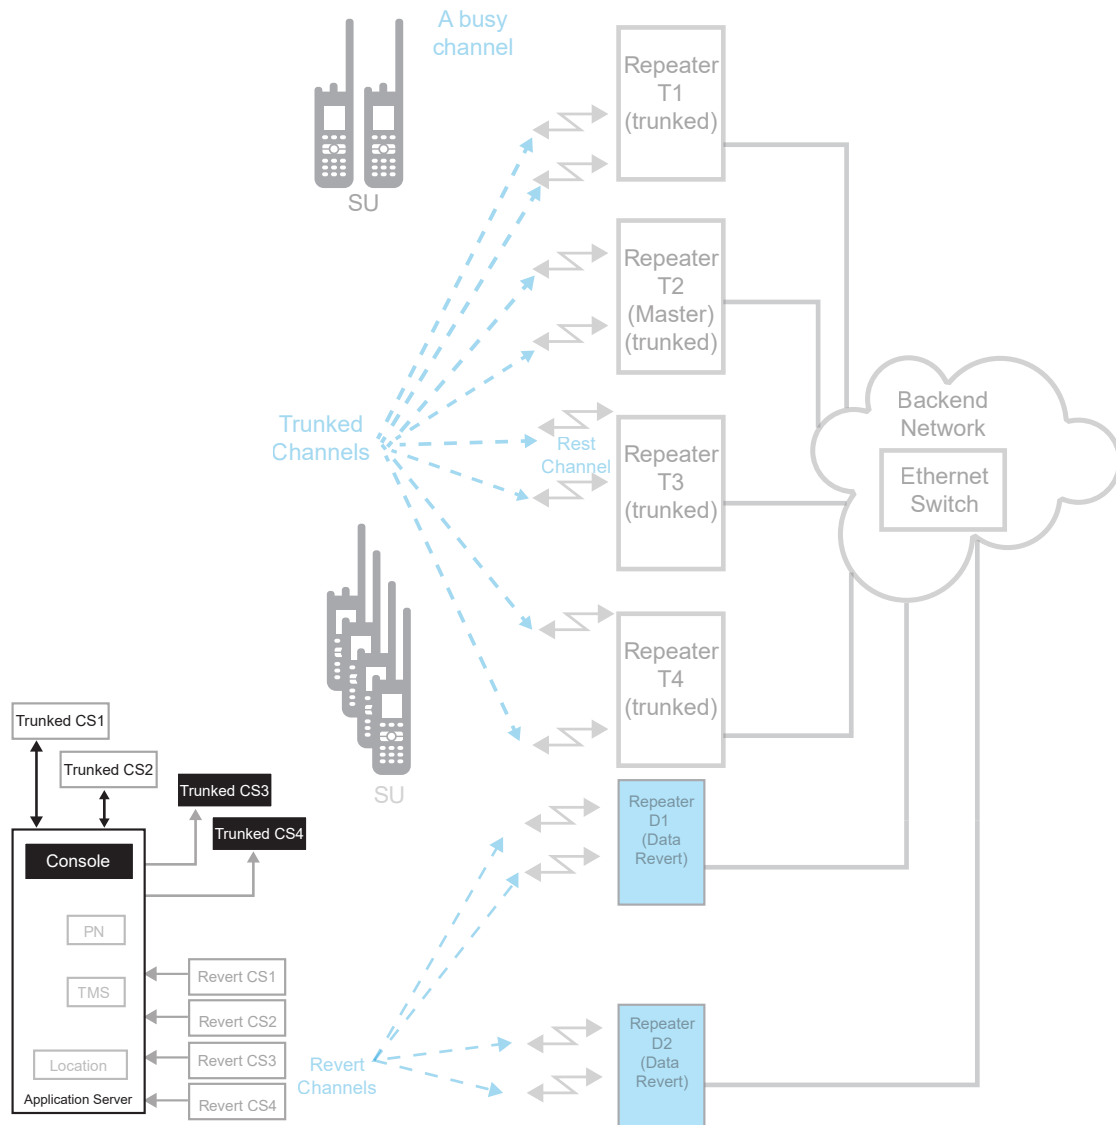 A busy
channel
SU
Repeater
T1
(trunked)
Repeater
T2
(Master)
(trunked)
Trunked
Channels
Rest
Channel
Repeater
T3
(trunked)
Backend
Network
Ethernet
Switch
Repeater
T4
(trunked)
SU
Trunked CS1
Trunked CS2
Trunked CS3
Trunked CS4
Console
PN
TMS
Location
Application Server
Revert CS1
Revert CS2
Revert CS3
Revert CS4
Revert
Channels
Repeater
D1
(Data
Revert)
Repeater
D2
(Data
Revert)